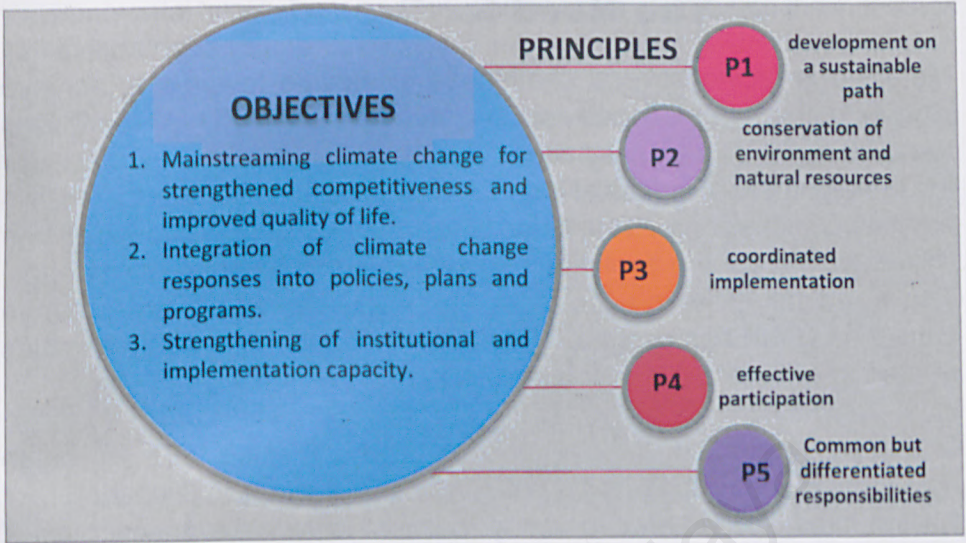 OBJECTIVES
1. Mainstreaming climate change for
strengthened competitiveness and
improved quality of life.
2. Integration of climate change
responses into policies, plans and
programs.
3. Strengthening of institutional and
implementation capacity.
PRINCIPLES
P1
development on
a sustainable
path
P2
conservation of
environment and
natural resources
P3
coordinated
implementation
P4
effective
participation
P5
Common but
differentiated
responsibilities